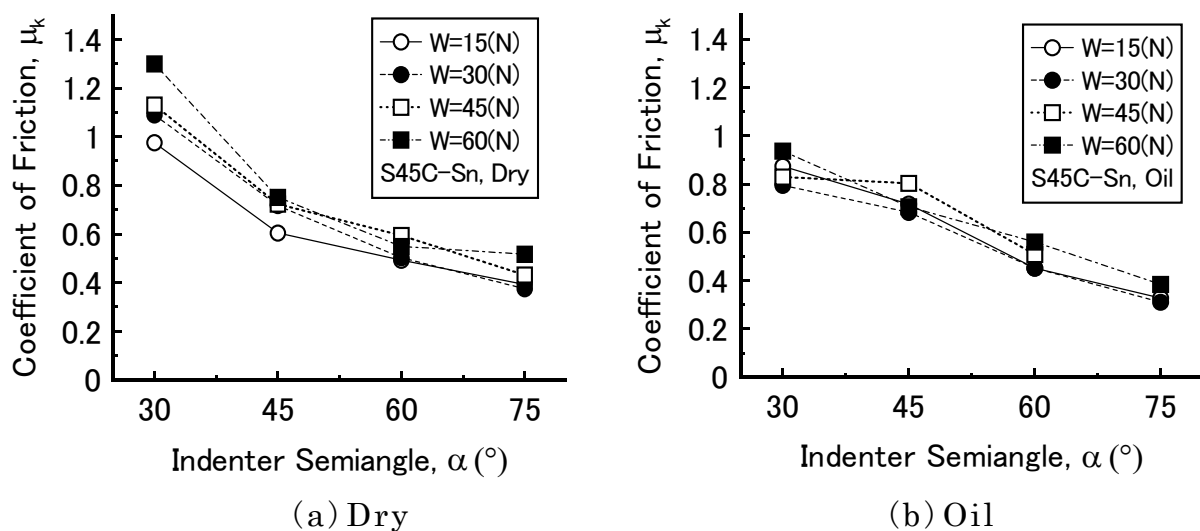 Coefficient of Friction, μk
1.4
1.2
1
0.8
0.6
0.4
0.2
0
W=15(N)
W=30(N)
W=45(N)
W=60(N)
S45C-Sn, Dry
30 45 60 75
Indenter Semiangle, α(°)
(a) Dry
Coefficient of Friction, μk
1.4
1.2
1
0.8
0.6
0.4
0.2
0
W=15(N)
W=30(N)
W=45(N)
W=60(N)
S45C-Sn, Oil
30 45 60 75
Indenter Semiangle, α(°)
(b) Oil